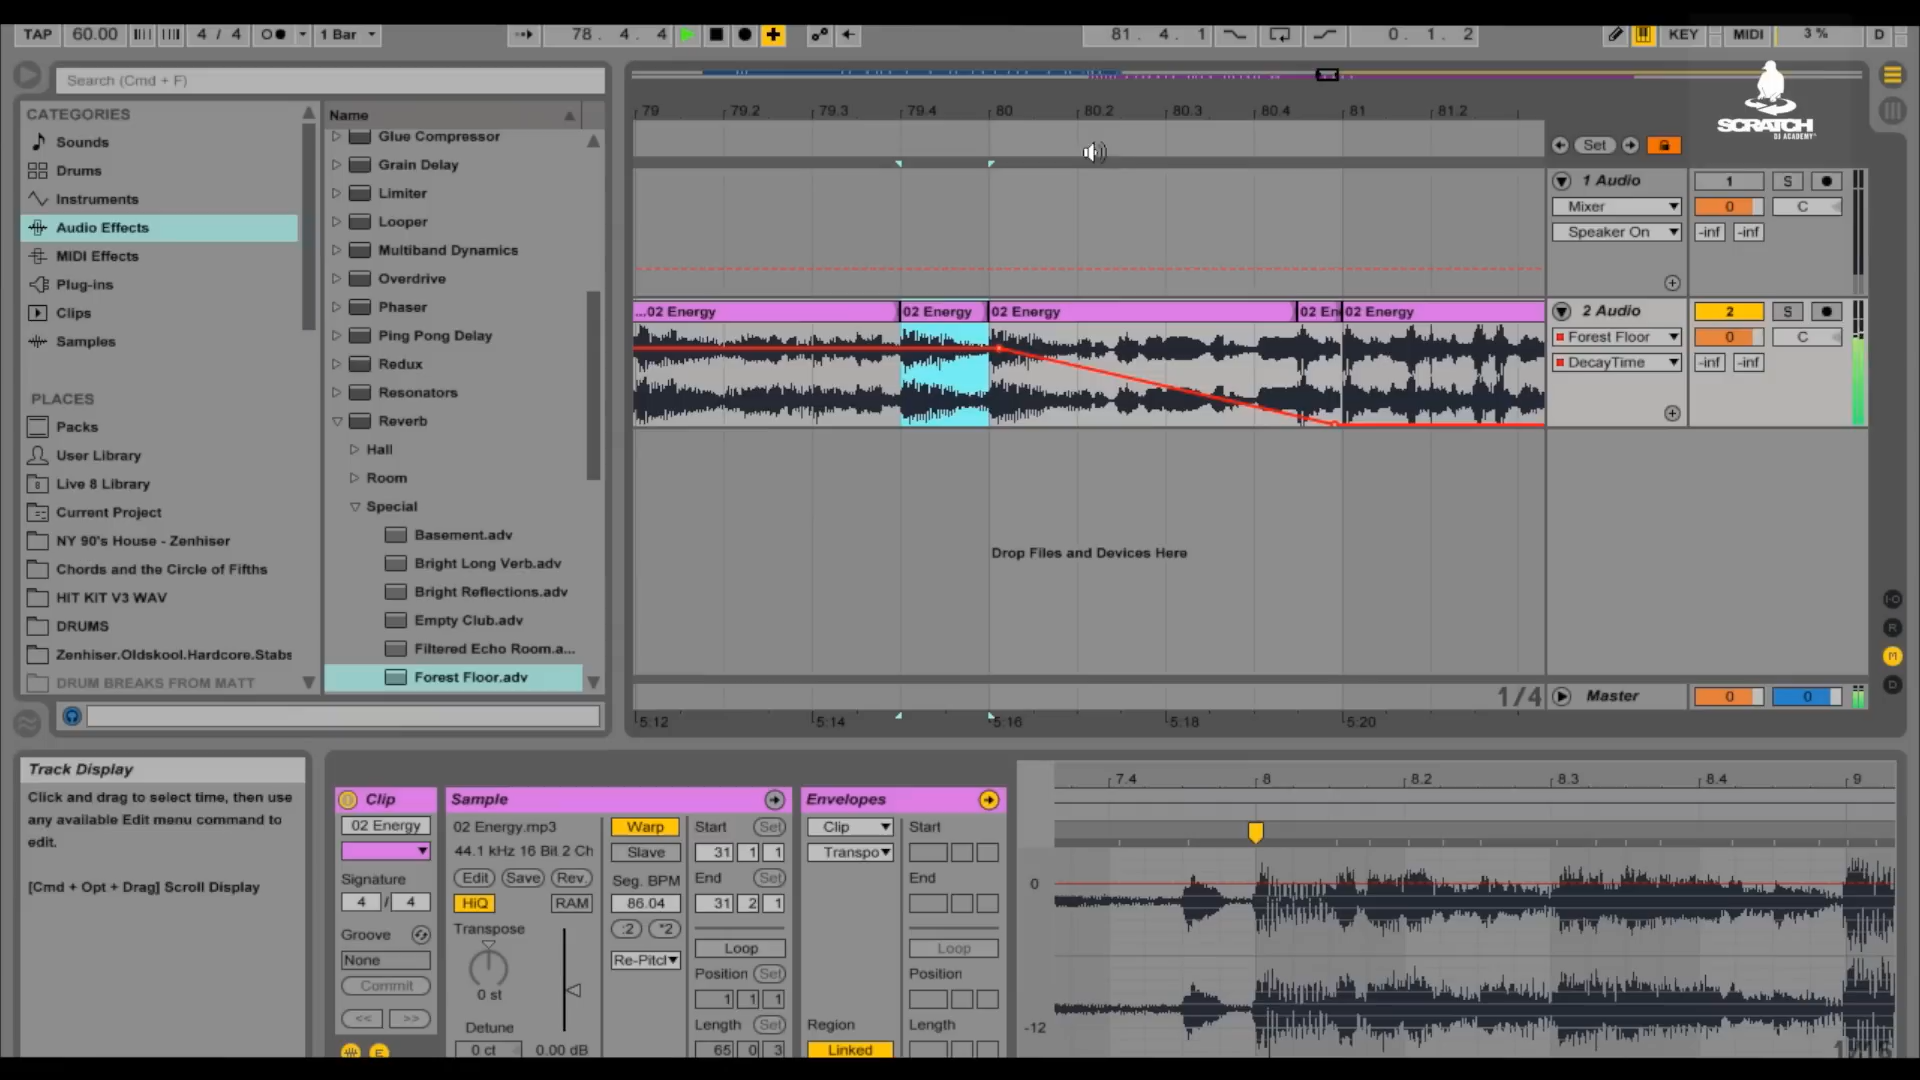 TAP 60.00 4 / 4 1 Bar 78. 4. 4 81. 4. 1 0. 1. 2 KEY MIDI 3 % D
Search (Cmd + F)
SCRATCH
DJ ACADEMY
CATEGORIES
Sounds
Drums
Instruments
Audio Effects
MIDI Effects
Plug-ins
Clips
Samples
PLACES
Packs
User Library
Live 8 Library
Current Project
NY 90's House - Zenhiser
Chords and the Circle of Fifths
HIT KIT V3 WAV
DRUMS
Zenhiser.Oldskool.Hardcore.Stabs
DRUM BREAKS FROM MATT
Name
Glue Compressor
Grain Delay
Limiter
Looper
Multiband Dynamics
Overdrive
Phaser
Ping Pong Delay
Redux
Resonators
Reverb
Hall
Room
Special
Basement.adv
Bright Long Verb.adv
Bright Reflections.adv
Empty Club.adv
Filtered Echo Room.a...
Forest Floor.adv
79 79.2 79.3 79.4 80 80.2 80.3 80.4 81 81.2
Set
1 Audio 1 S
Mixer 0 C
Speaker On -inf -inf
...02 Energy 02 Energy 02 Energy 02 En 02 Energy
2 Audio 2 S
Forest Floor 0 C
DecayTime -inf -inf
Drop Files and Devices Here
1/4 Master 0 0
5:12 5:14 5:16 5:18 5:20
I·O
R
M
D
Track Display
Click and drag to select time, then use
any available Edit menu command to
edit.
[Cmd + Opt + Drag] Scroll Display
Clip
02 Energy
Signature
4 / 4
Groove
None
Commit
<< >>
E
Sample
02 Energy.mp3
44.1 kHz 16 Bit 2 Ch
Edit Save Rev.
HiQ RAM
Transpose
0 st
Detune
0 ct 0.00 dB
Warp
Slave
Seg. BPM
86.04
:2 *2
Re-Pitch
Start Set
31 1 1
End Set
31 2 1
Loop
Position Set
1 1 1
Length Set
65 0 3
Envelopes
Clip
Transpo
Region
Linked
Start
End
Loop
Position
Length
7.4 8 8.2 8.3 8.4 9
0
-12
1/16